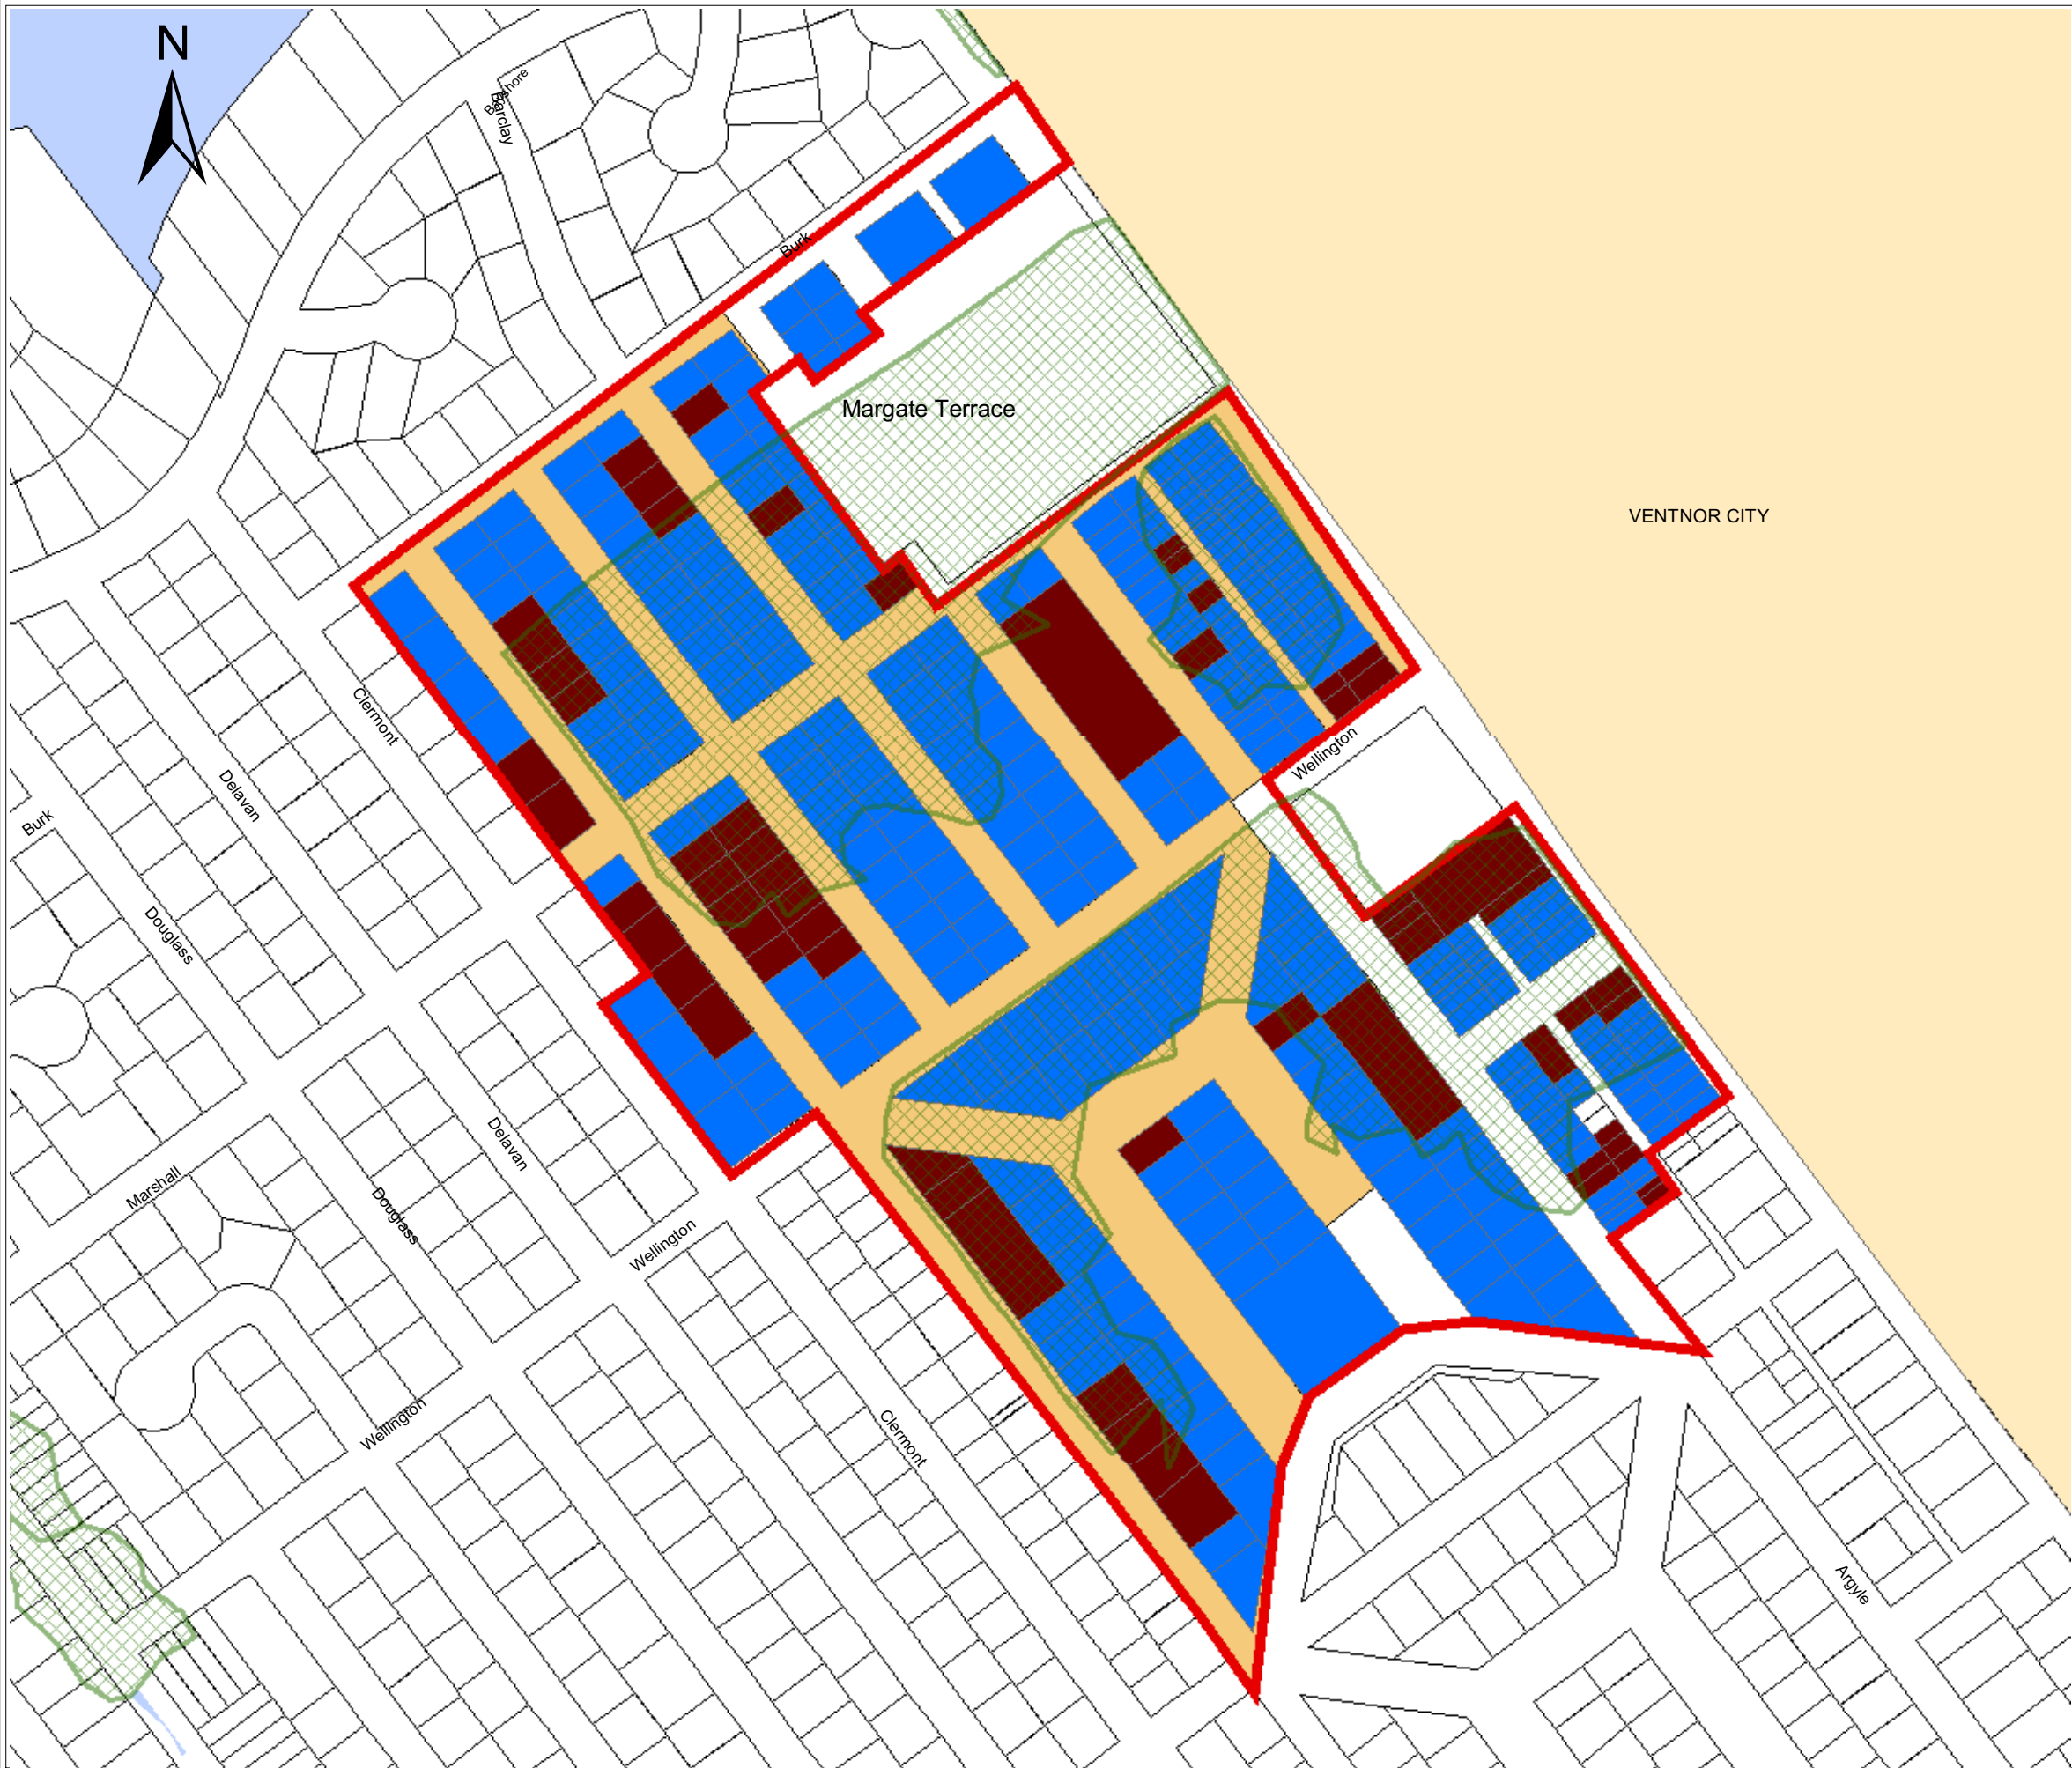 N
Bayshore
Barclay
Burk
Margate Terrace
VENTNOR CITY
Clermont
Wellington
Delavan
Burk
Douglass
Delavan
Marshall
Douglass
Wellington
Wellington
Clermont
Argyle